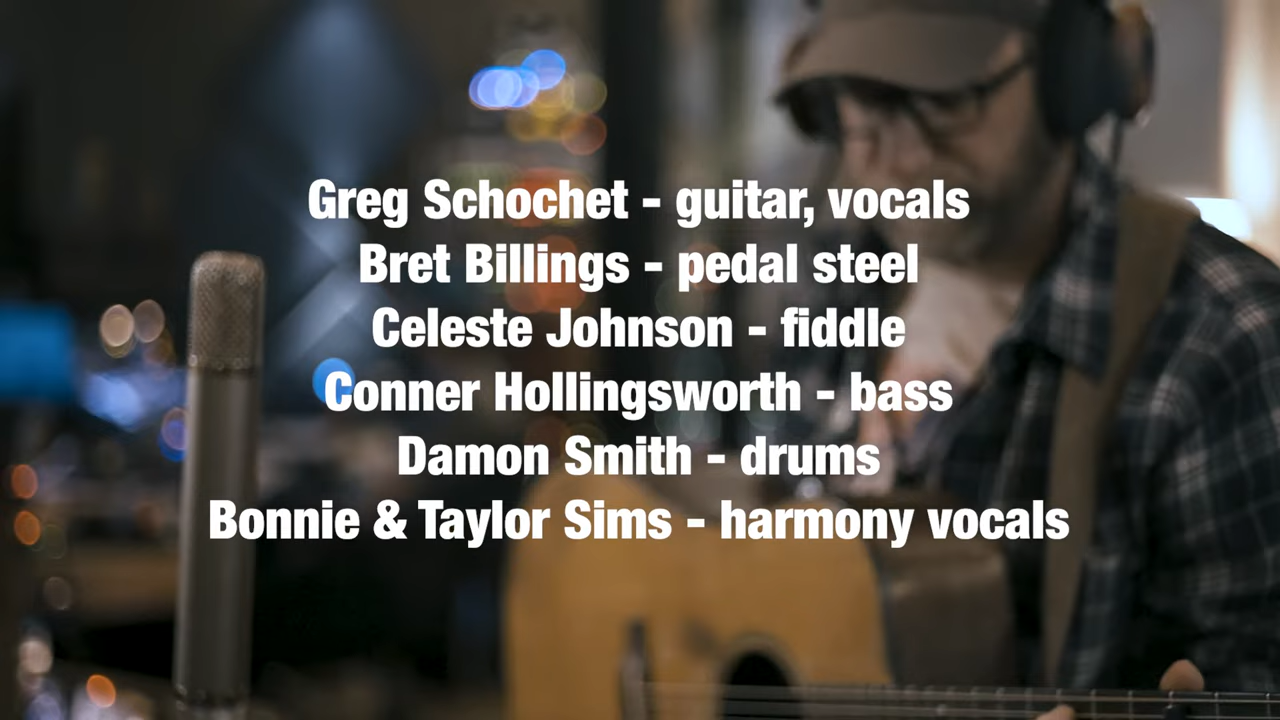 Greg Schochet - guitar, vocals
Bret Billings - pedal steel
Celeste Johnson - fiddle
Conner Hollingsworth - bass
Damon Smith - drums
Bonnie & Taylor Sims - harmony vocals